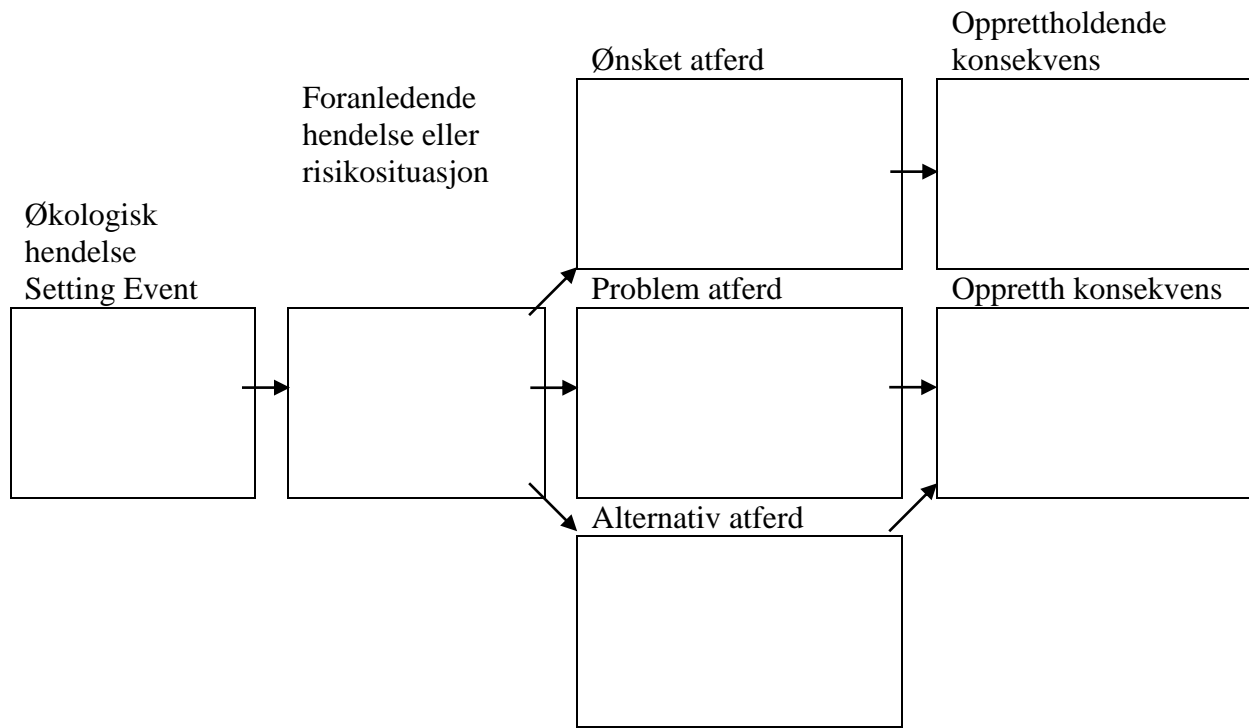 Økologisk
hendelse
Setting Event
Foranledende
hendelse eller
risikosituasjon
Ønsket atferd
Opprettholdende
konsekvens
Problem atferd
Oppretth konsekvens
Alternativ atferd